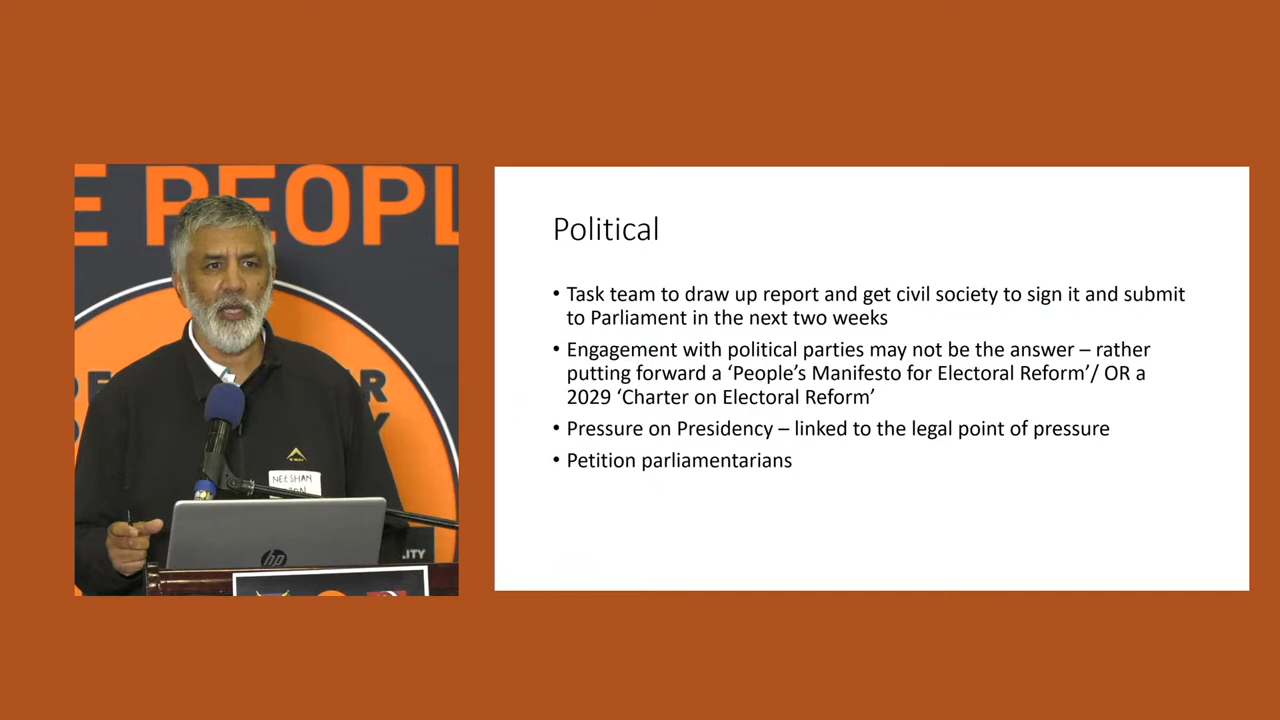 E PEOPL
NEESHAN
hp
.ITY
Political
• Task team to draw up report and get civil society to sign it and submit
to Parliament in the next two weeks
• Engagement with political parties may not be the answer – rather
putting forward a ‘People’s Manifesto for Electoral Reform’/ OR a
2029 ‘Charter on Electoral Reform’
• Pressure on Presidency – linked to the legal point of pressure
• Petition parliamentarians